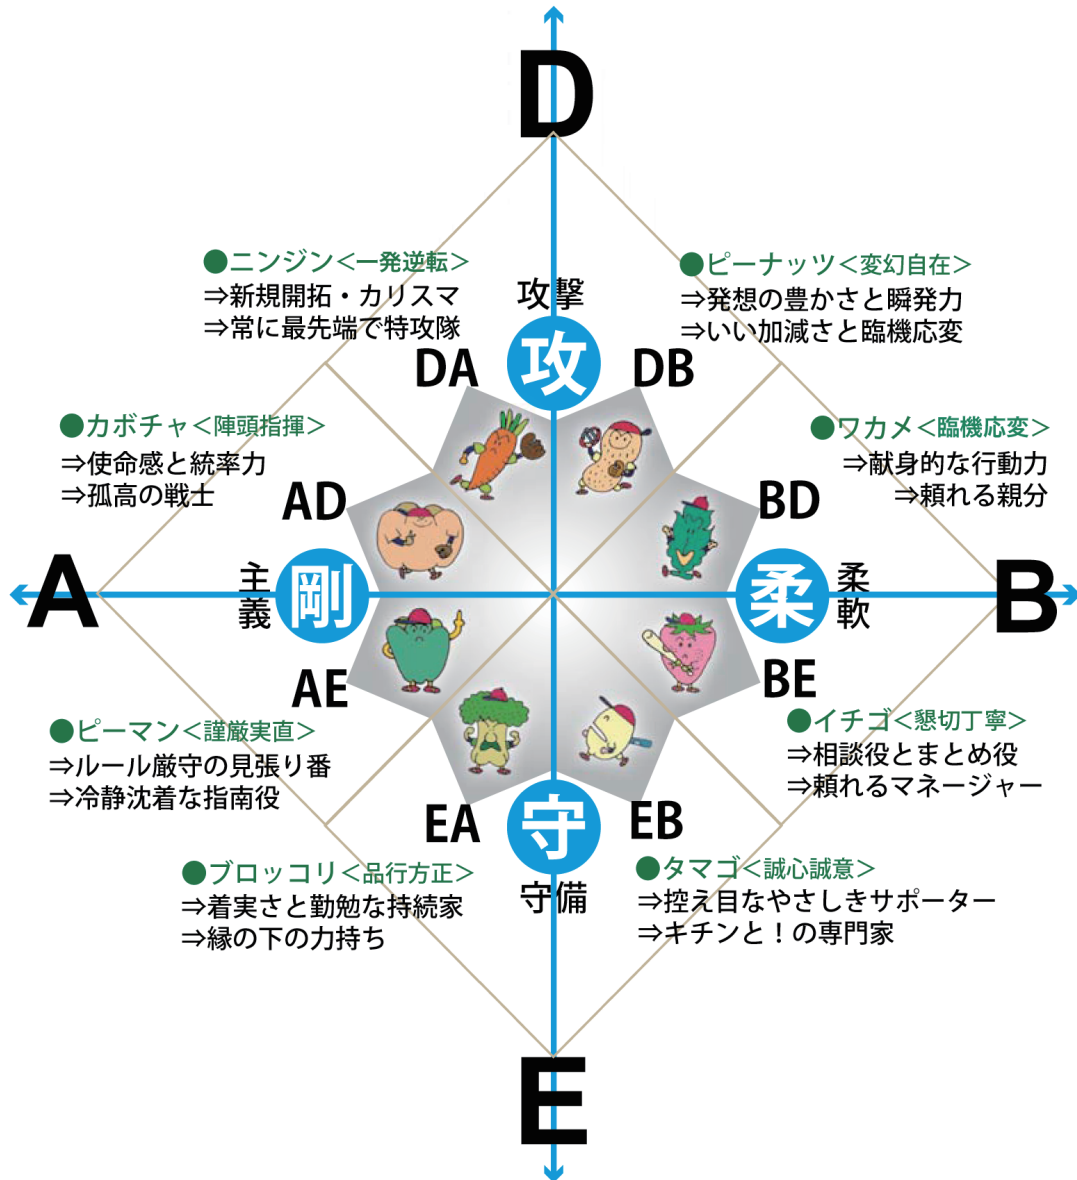 D
●ニンジン＜一発逆転＞
⇒新規開拓・カリスマ
⇒常に最先端で特攻隊
●ピーナッツ＜変幻自在＞
⇒発想の豊かさと瞬発力
⇒いい加減さと臨機応変
攻撃
攻
DA
DB
●カボチャ＜陣頭指揮＞
⇒使命感と統率力
⇒孤高の戦士
●ワカメ＜臨機応変＞
⇒献身的な行動力
⇒頼れる親分
AD
BD
A
主義
剛
柔
柔軟
B
AE
BE
●ピーマン＜謹厳実直＞
⇒ルール厳守の見張り番
⇒冷静沈着な指南役
●イチゴ＜懇切丁寧＞
⇒相談役とまとめ役
⇒頼れるマネージャー
EA
EB
守
守備
●ブロッコリ＜品行方正＞
⇒着実さと勤勉な持続家
⇒縁の下の力持ち
●タマゴ＜誠心誠意＞
⇒控え目なやさしきサポーター
⇒キチンと！の専門家
E